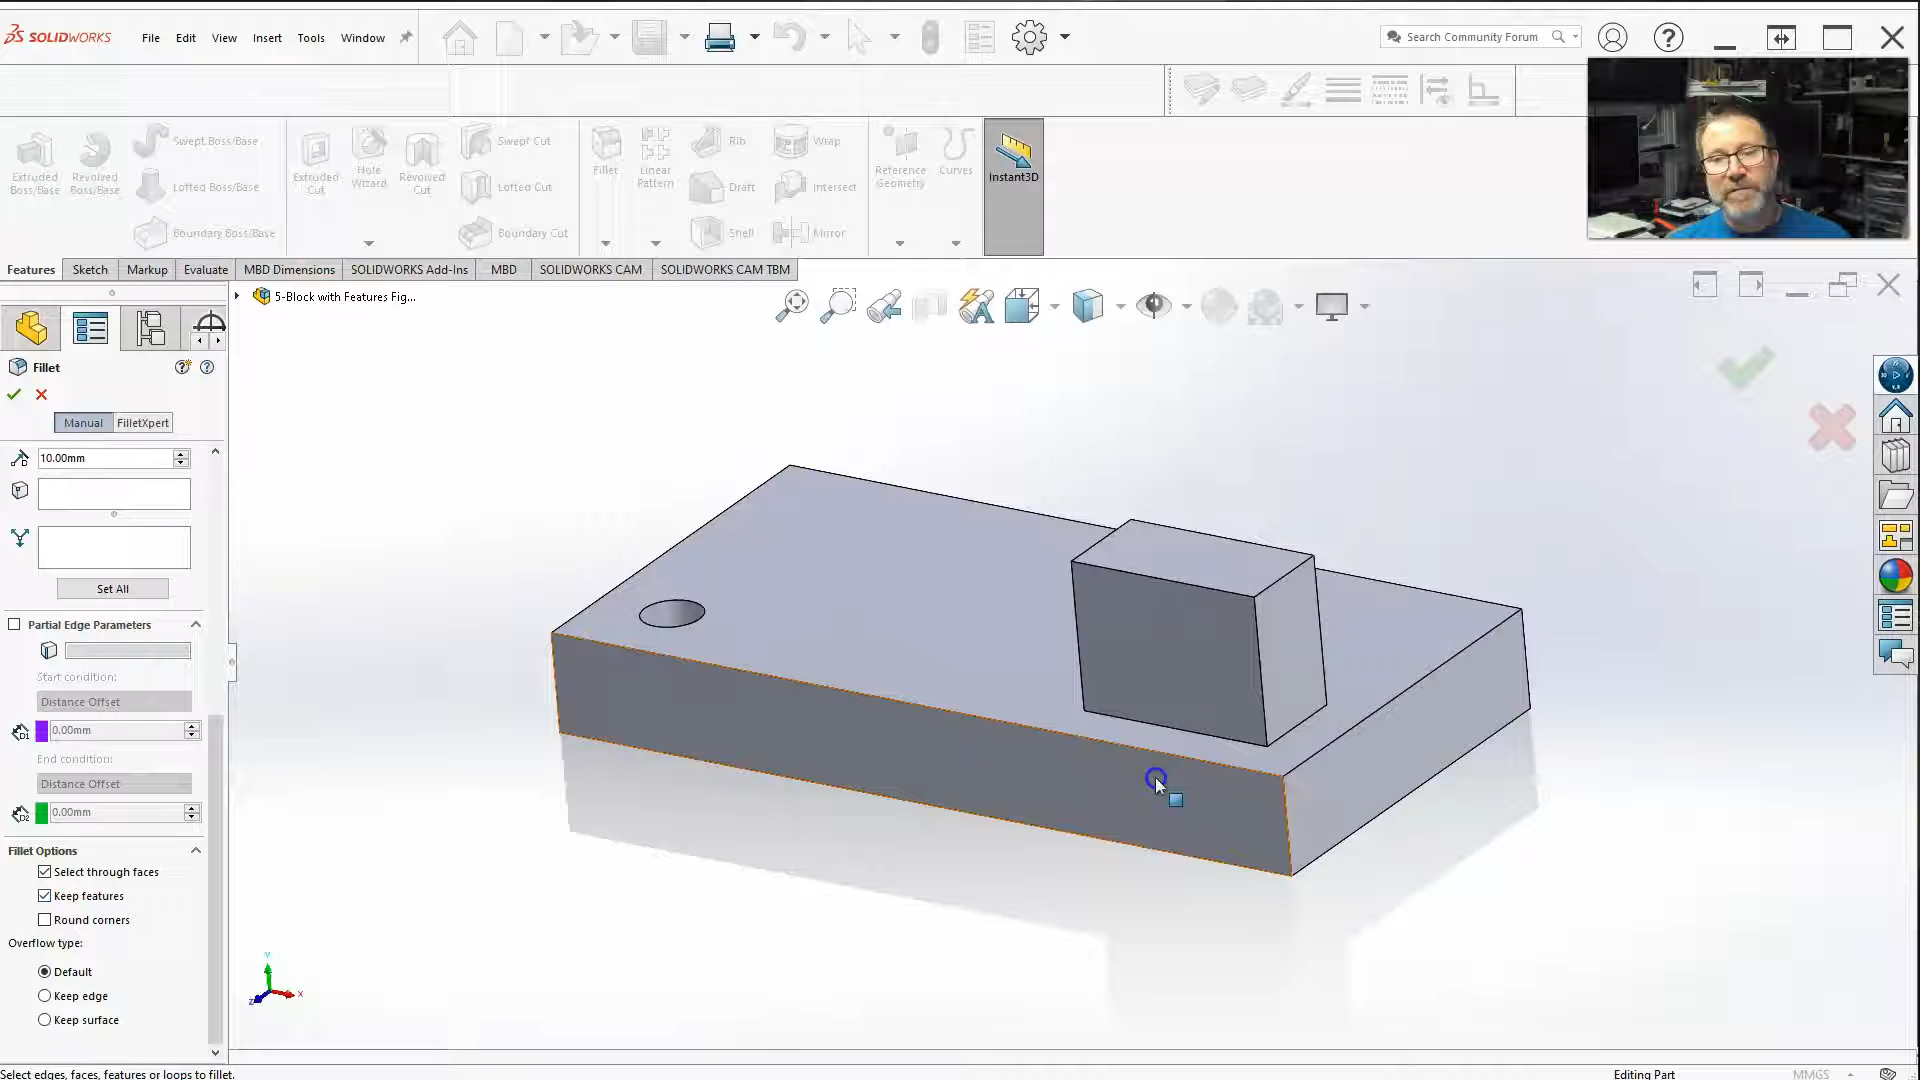 SOLIDWORKS File Edit View Insert Tools Window Search Community Forum
Extruded Boss/Base
Revolved Boss/Base
Swept Boss/Base
Lofted Boss/Base
Boundary Boss/Base
Extruded Cut
Hole Wizard
Revolved Cut
Swept Cut
Lofted Cut
Boundary Cut
Fillet
Linear Pattern
Rib
Draft
Shell
Wrap
Intersect
Mirror
Reference Geometry
Curves
Instant3D
Features Sketch Markup Evaluate MBD Dimensions SOLIDWORKS Add-Ins MBD SOLIDWORKS CAM SOLIDWORKS CAM TBM
5-Block with Features Fig...
Fillet
Manual FilletXpert
10.00mm
Set All
Partial Edge Parameters
Start condition:
Distance Offset
0.00mm
End condition:
Distance Offset
0.00mm
Fillet Options
Select through faces
Keep features
Round corners
Overflow type:
Default
Keep edge
Keep surface
Y
X
Z
Select edges, faces, features or loops to fillet. Editing Part MMGS